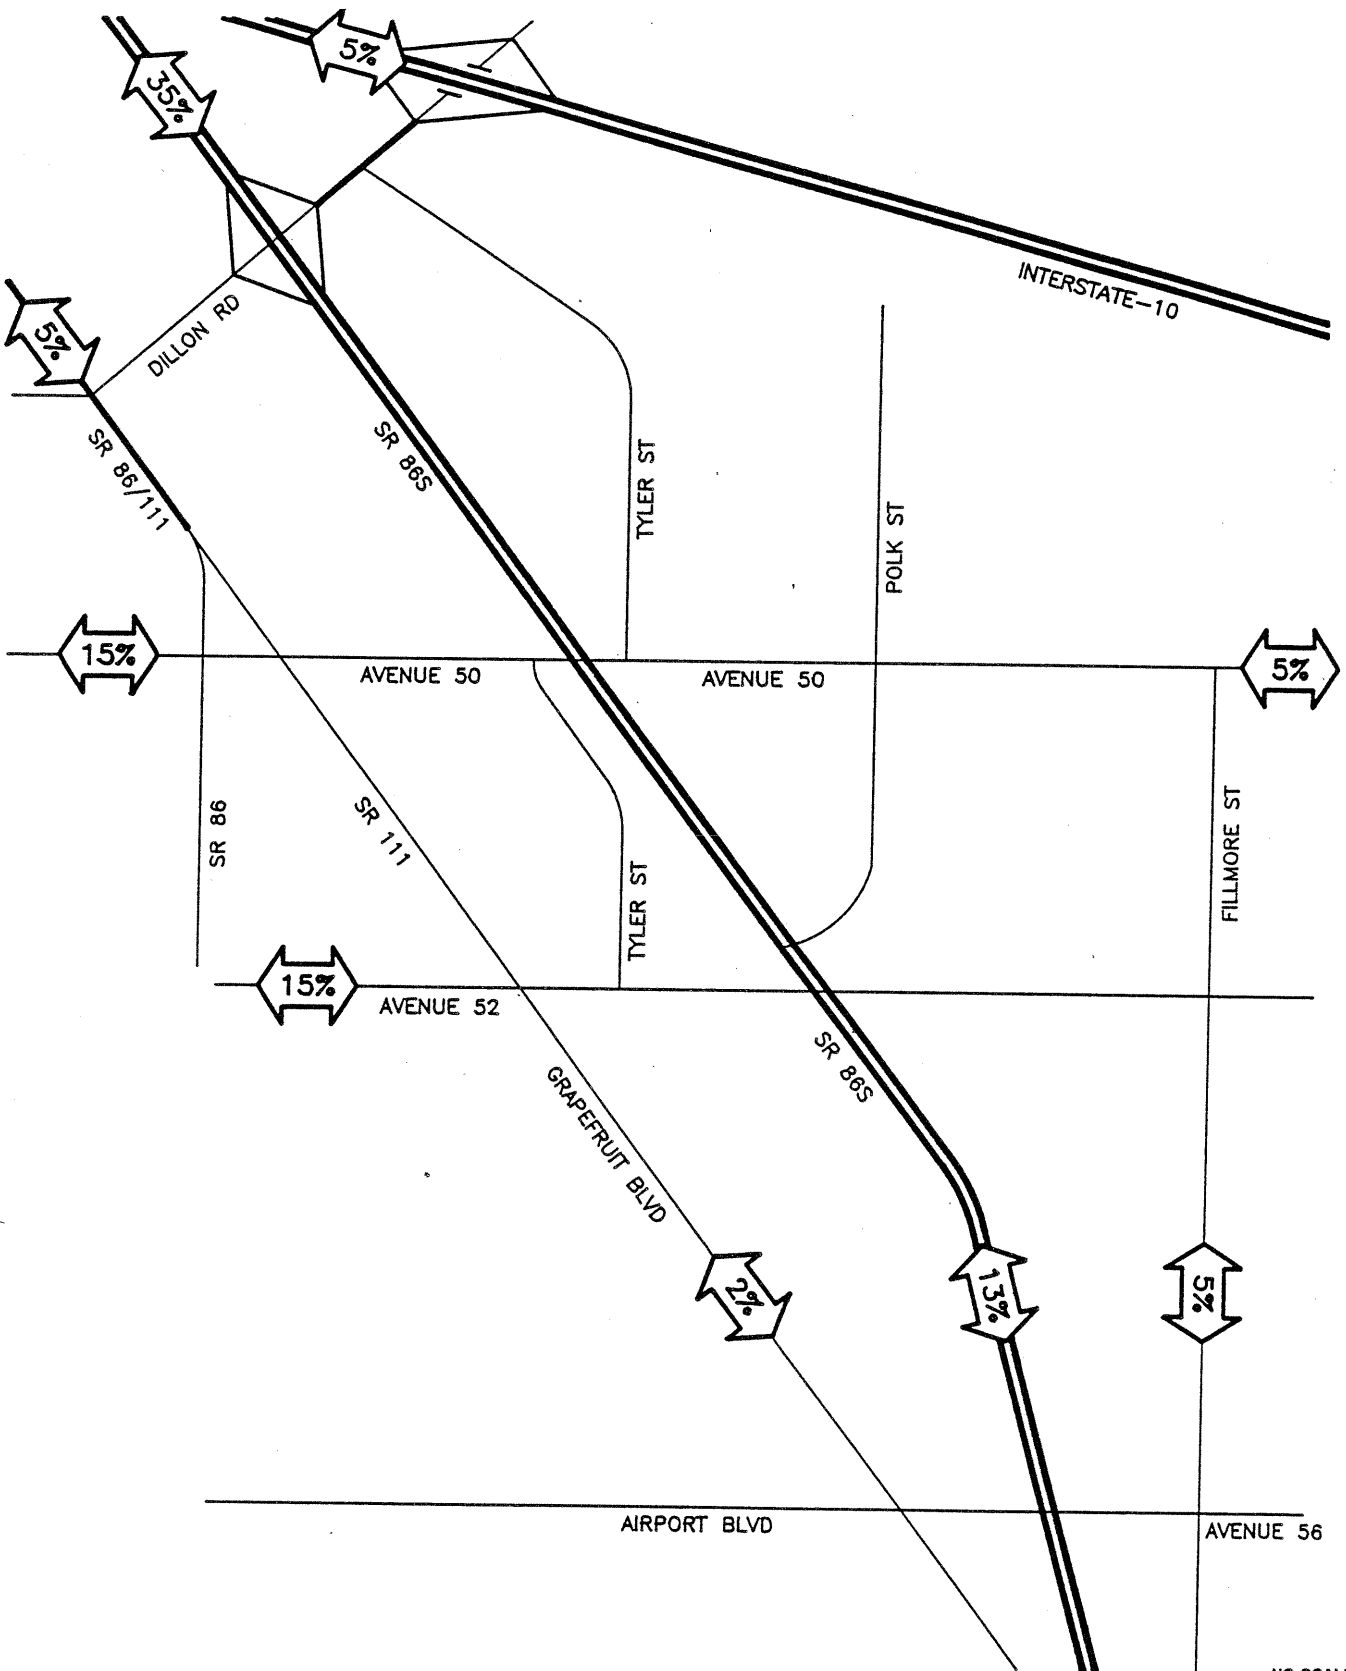 5%
35%
INTERSTATE-10
5%
DILLON RD
SR 86/111
SR 86S
TYLER ST
POLK ST
15%
AVENUE 50
AVENUE 50
5%
SR 86
SR 111
TYLER ST
FILLMORE ST
15%
AVENUE 52
SR 86S
GRAPEFRUIT BLVD
2%
13%
5%
AIRPORT BLVD
AVENUE 56